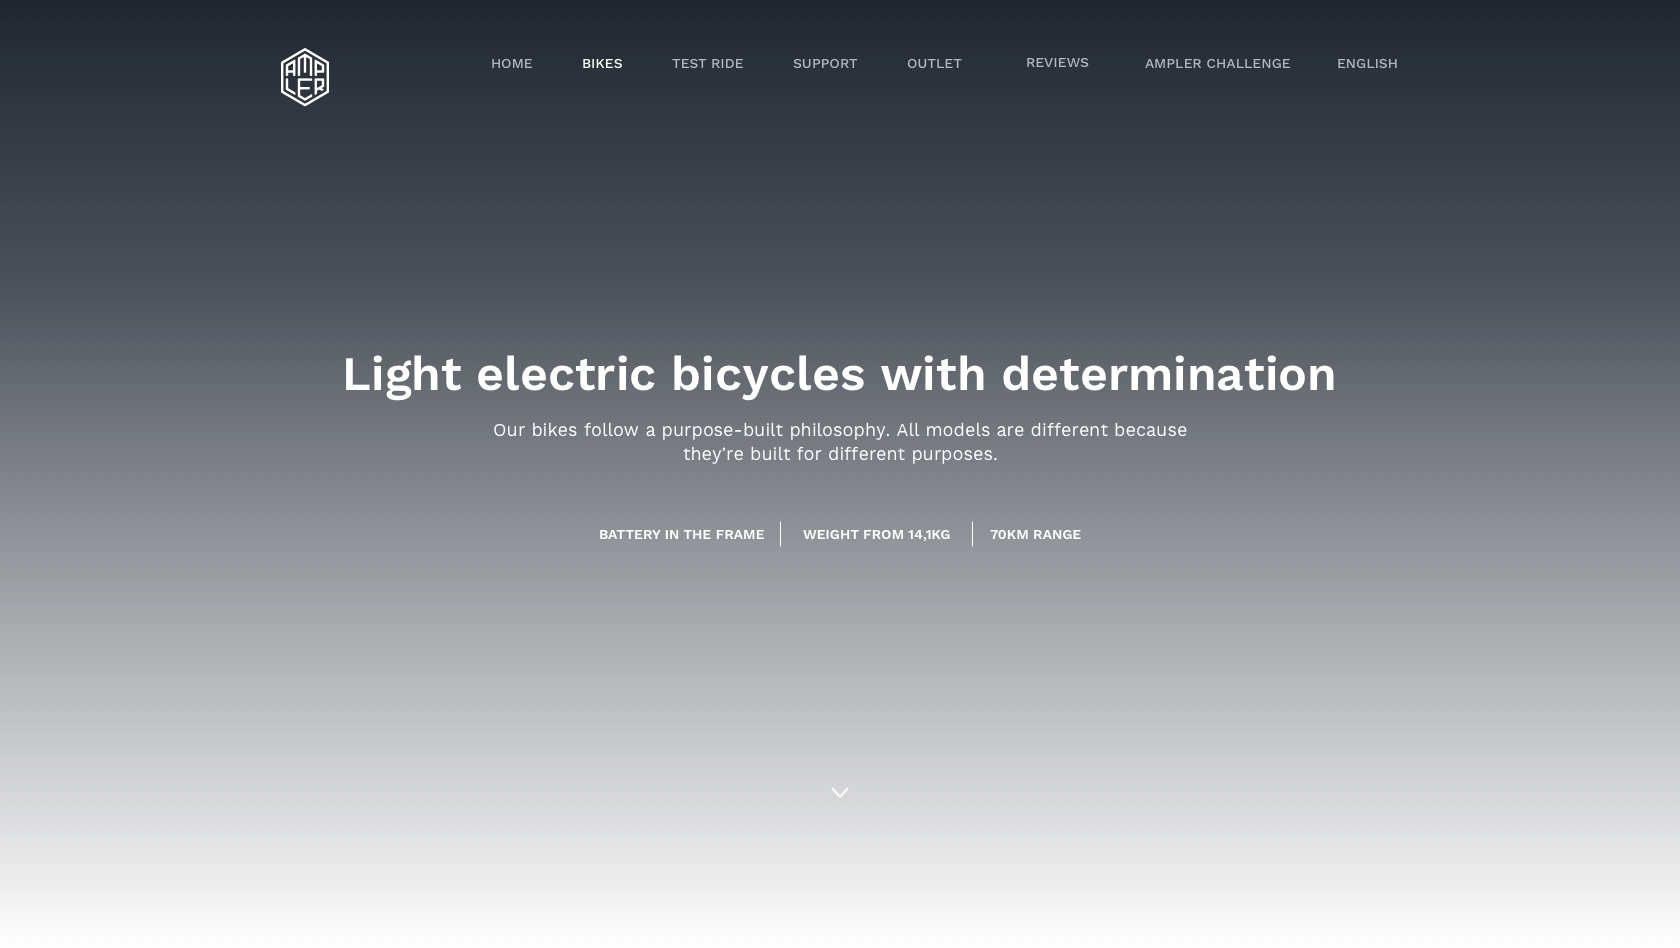 AMP
LER
HOME BIKES TEST RIDE SUPPORT OUTLET REVIEWS AMPLER CHALLENGE ENGLISH
Light electric bicycles with determination
Our bikes follow a purpose-built philosophy. All models are different because
they're built for different purposes.
BATTERY IN THE FRAME WEIGHT FROM 14,1KG 70KM RANGE